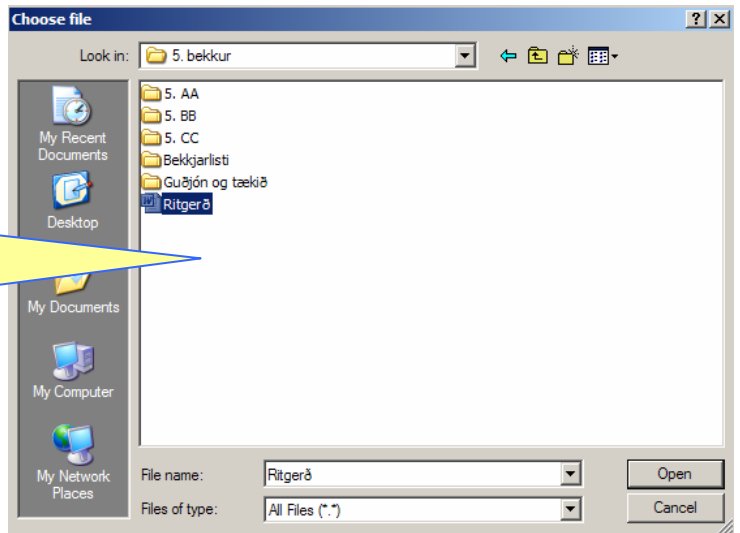 Choose file
Look in:
5. bekkur
My Recent
Documents
Desktop
My Documents
My Computer
My Network
Places
5. AA
5. BB
5. CC
Bekkjarlisti
Guðjón og tækið
Ritgerð
File name:
Ritgerð
Open
Files of type:
All Files (*.*)
Cancel